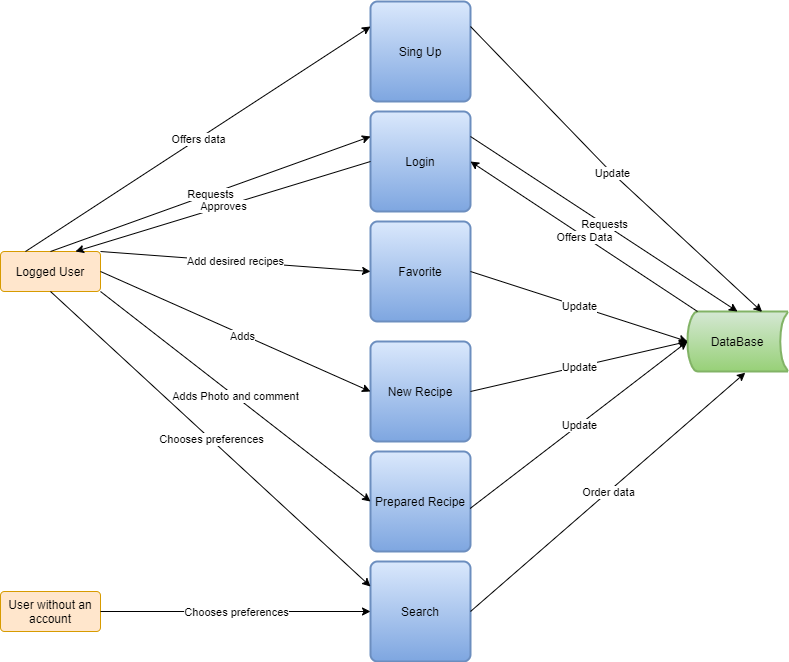 Sing Up
Offers data
Login
Update
Requests
Approves
Requests
Offers Data
Logged User
Add desired recipes
Favorite
Update
Adds
DataBase
New Recipe
Update
Adds Photo and comment
Chooses preferences
Update
Prepared Recipe
Order data
User without an
account
Chooses preferences
Search